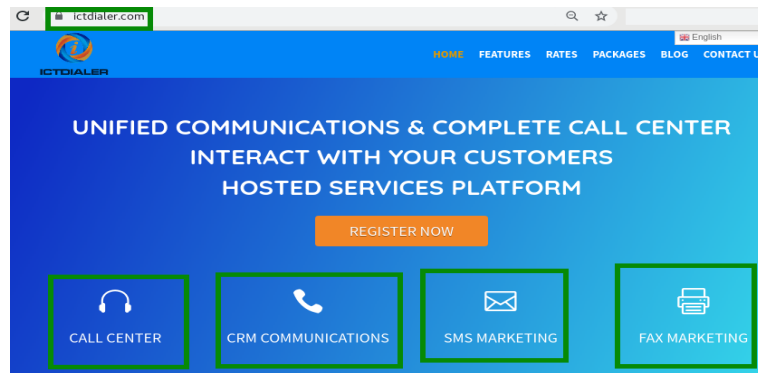 ictdialer.com
English
ICTDIALER
HOME FEATURES RATES PACKAGES BLOG CONTACT U
UNIFIED COMMUNICATIONS & COMPLETE CALL CENTER
INTERACT WITH YOUR CUSTOMERS
HOSTED SERVICES PLATFORM
REGISTER NOW
CALL CENTER CRM COMMUNICATIONS SMS MARKETING FAX MARKETING